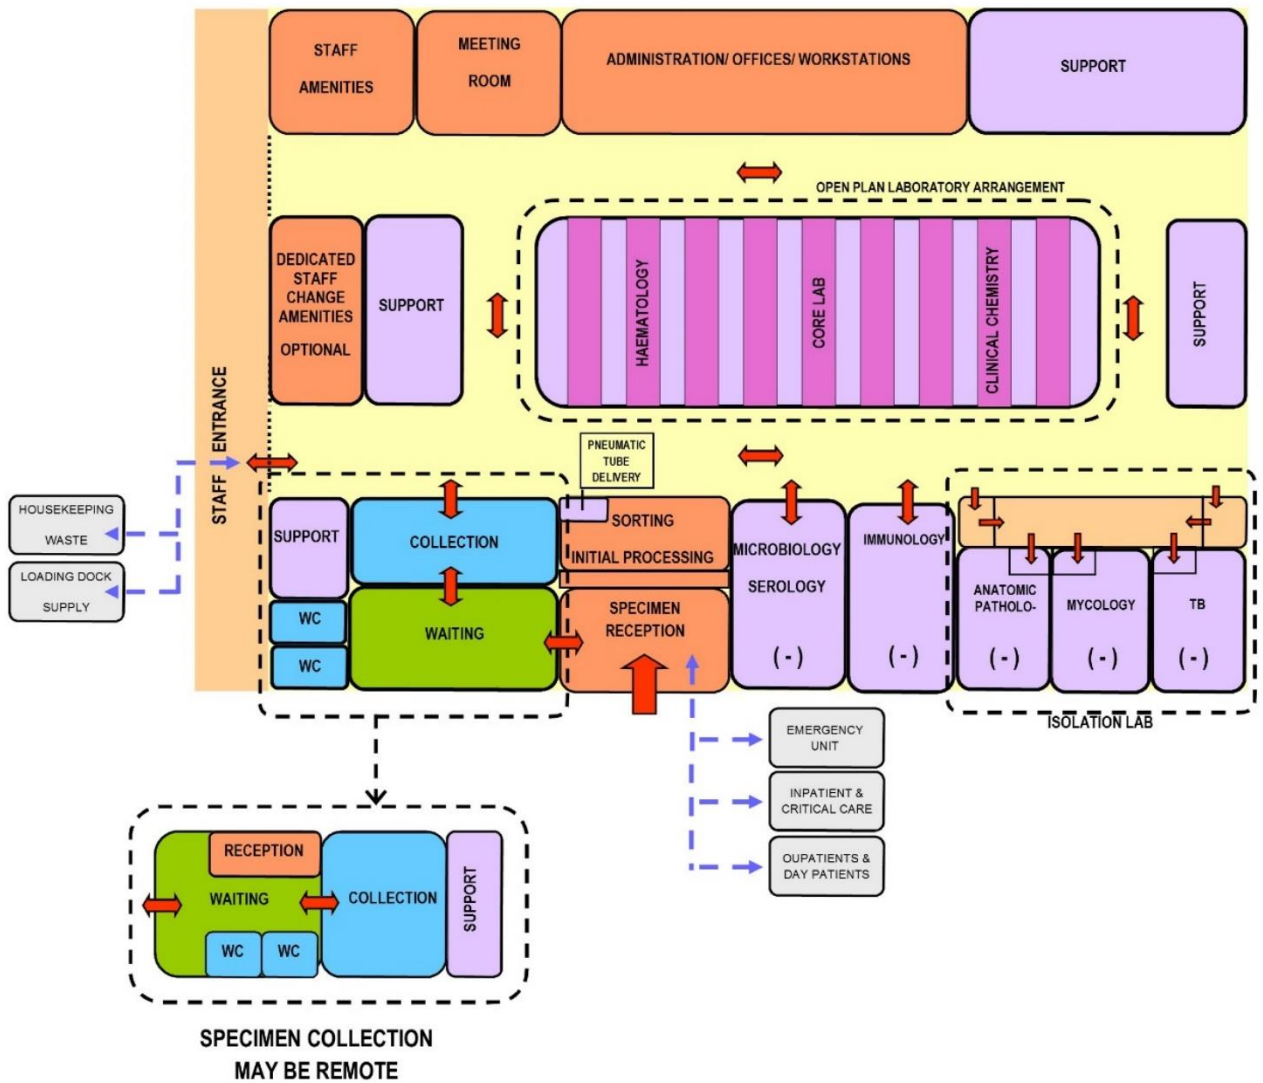 STAFF
AMENITIES
MEETING
ROOM
ADMINISTRATION/ OFFICES/ WORKSTATIONS
SUPPORT
OPEN PLAN LABORATORY ARRANGEMENT
DEDICATED
STAFF
CHANGE
AMENITIES
OPTIONAL
SUPPORT
HAEMATOLOGY
CORE LAB
CLINICAL CHEMISTRY
SUPPORT
STAFF ENTRANCE
PNEUMATIC
TUBE
DELIVERY
HOUSEKEEPING
WASTE
LOADING DOCK
SUPPLY
SUPPORT
WC
WC
COLLECTION
WAITING
SORTING
INITIAL PROCESSING
SPECIMEN
RECEPTION
MICROBIOLOGY
SEROLOGY
(-)
IMMUNOLOGY
(-)
ANATOMIC
PATHOLO-
(-)
MYCOLOGY
(-)
TB
(-)
ISOLATION LAB
EMERGENCY
UNIT
INPATIENT &
CRITICAL CARE
OUPATIENTS &
DAY PATIENTS
RECEPTION
WAITING
WC
WC
COLLECTION
SUPPORT
SPECIMEN COLLECTION
MAY BE REMOTE